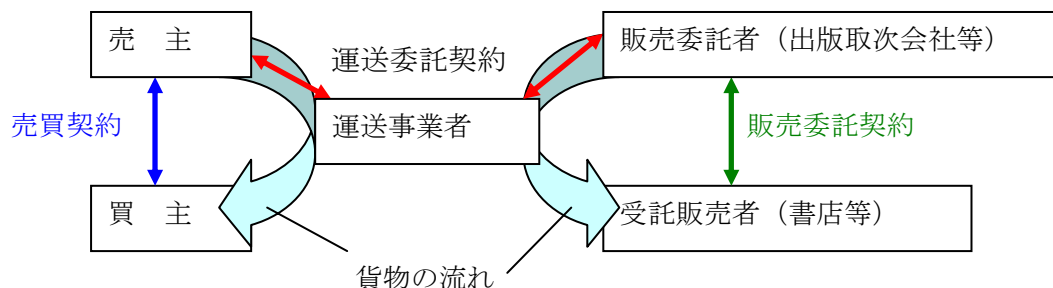 売　主
運送委託契約
販売委託者（出版取次会社等）
売買契約
運送事業者
販売委託契約
買　主
受託販売者（書店等）
貨物の流れ